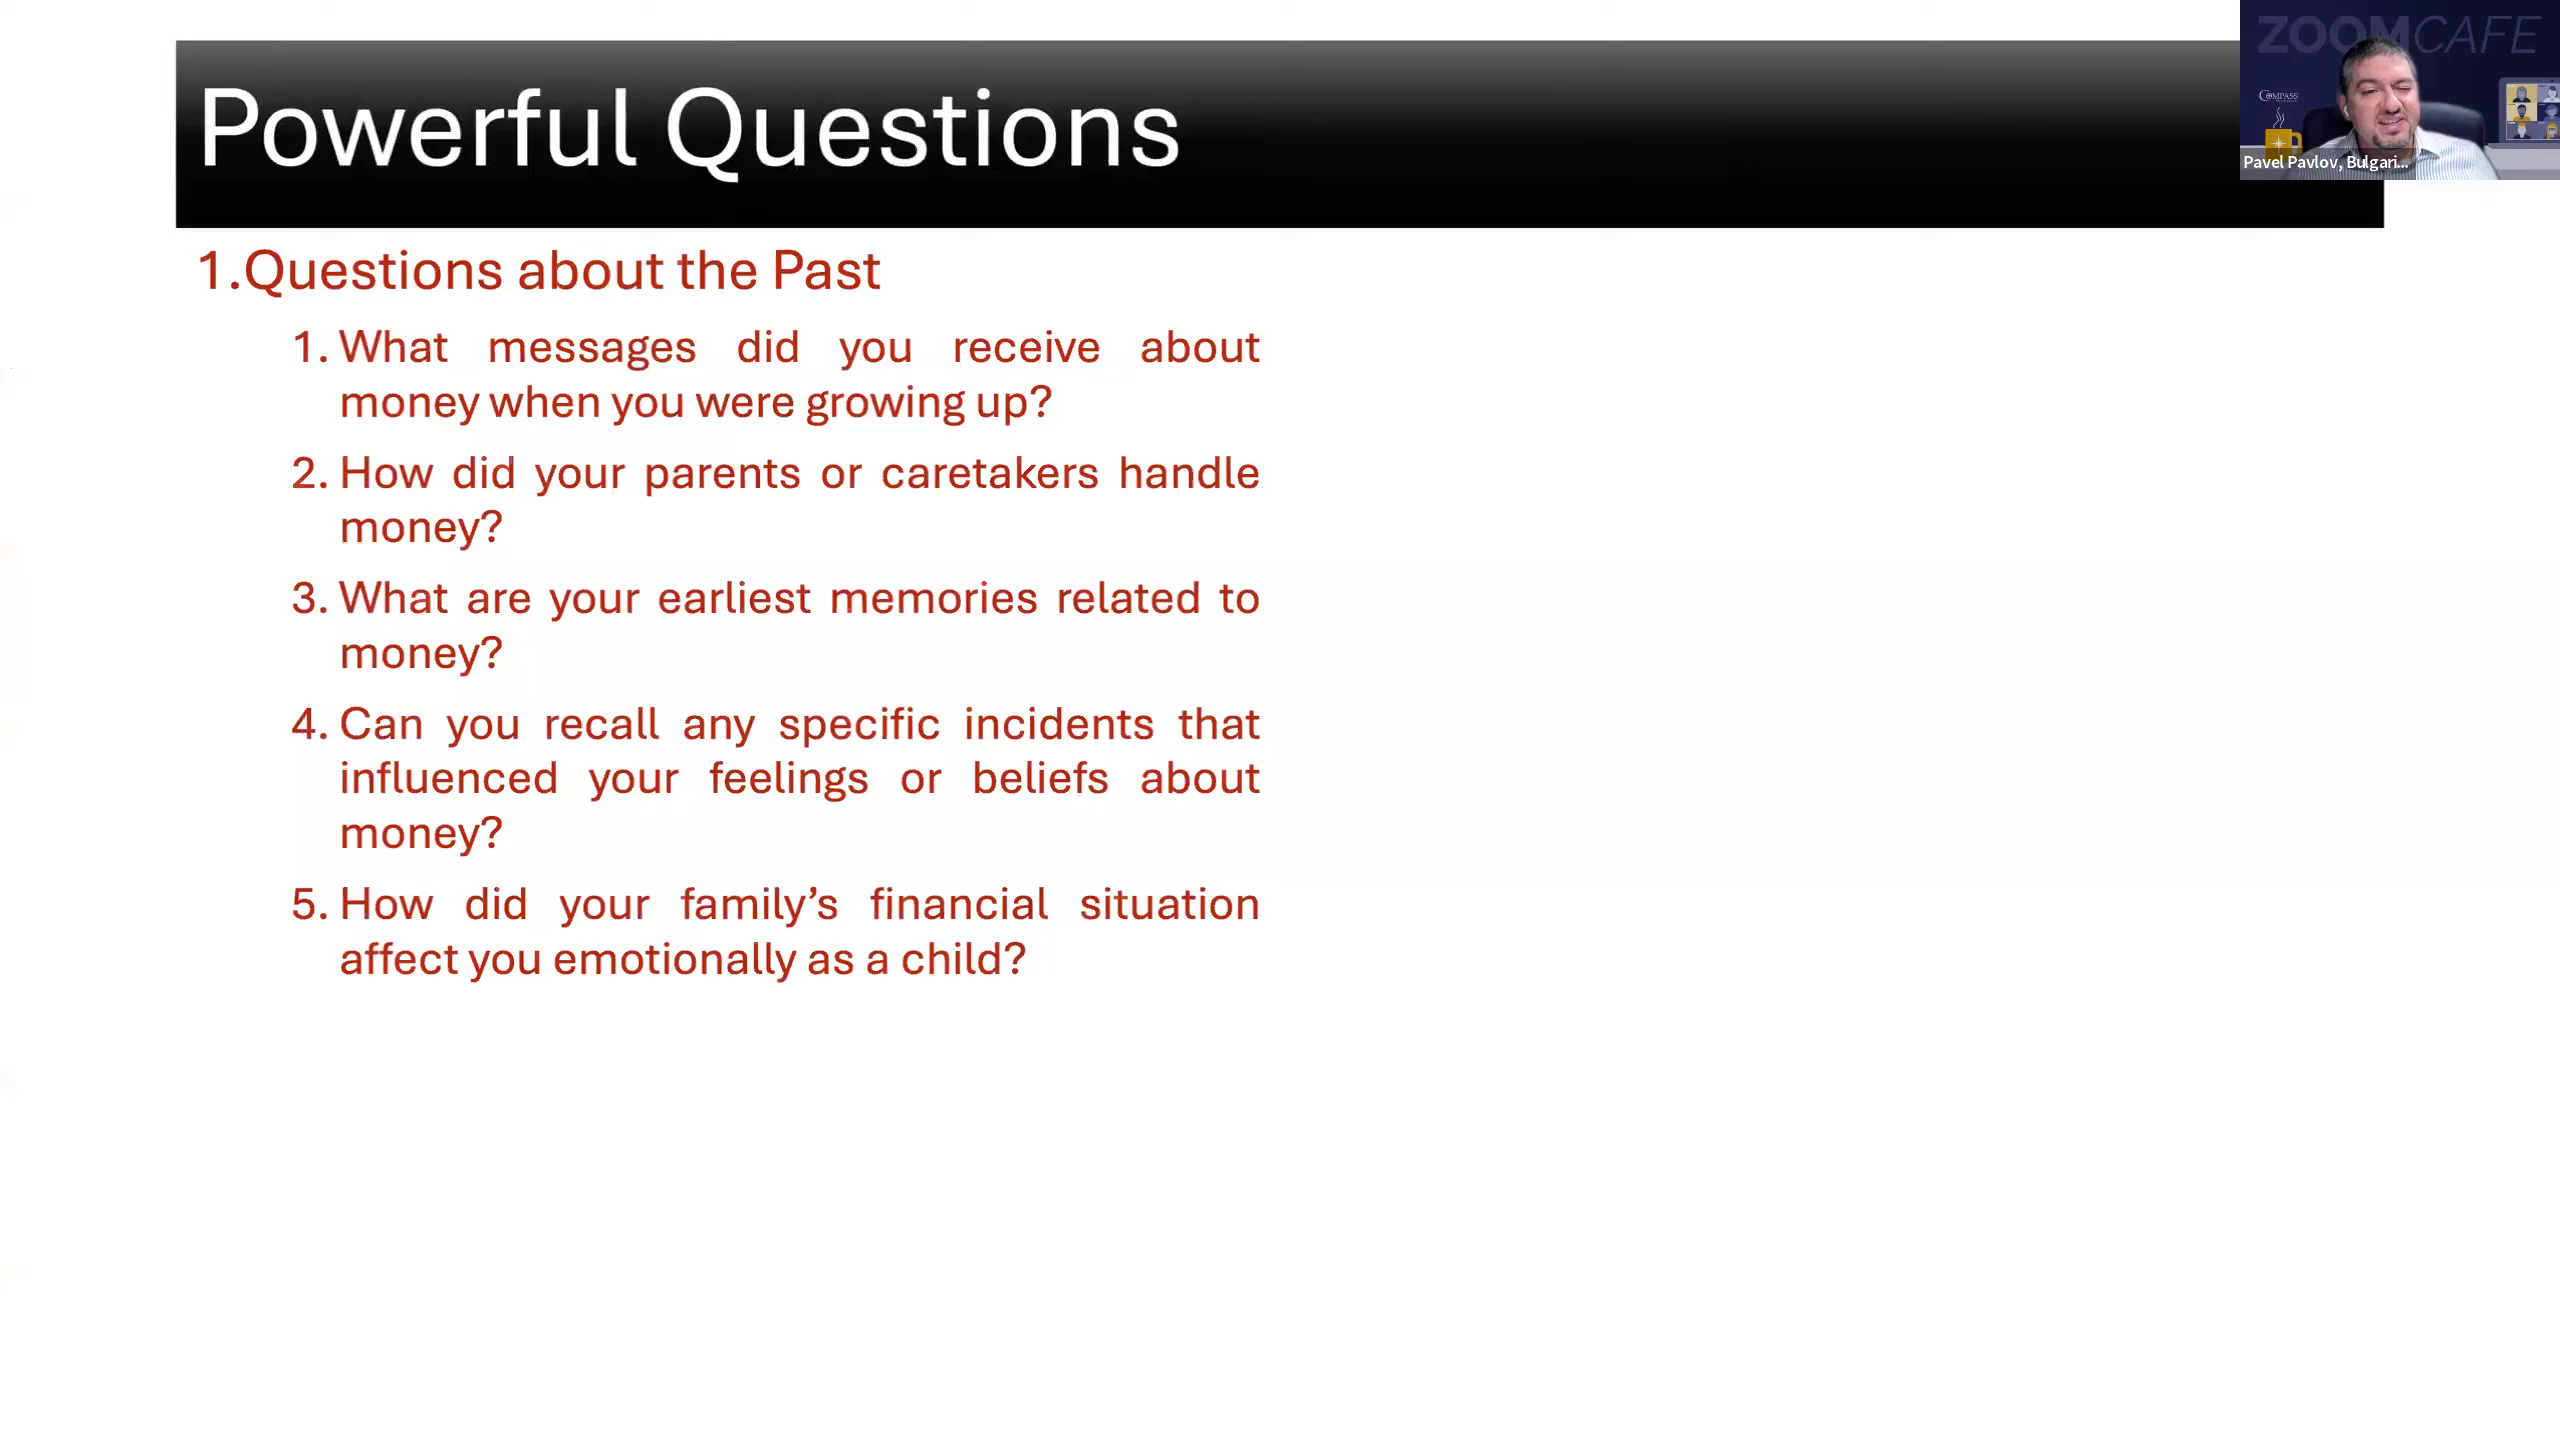 ZOOMCAFE
COMPASS
Pavel Pavlov, Bulgari...
Powerful Questions
1.Questions about the Past
1. What messages did you receive about
money when you were growing up?
2. How did your parents or caretakers handle
money?
3. What are your earliest memories related to
money?
4. Can you recall any specific incidents that
influenced your feelings or beliefs about
money?
5. How did your family’s financial situation
affect you emotionally as a child?